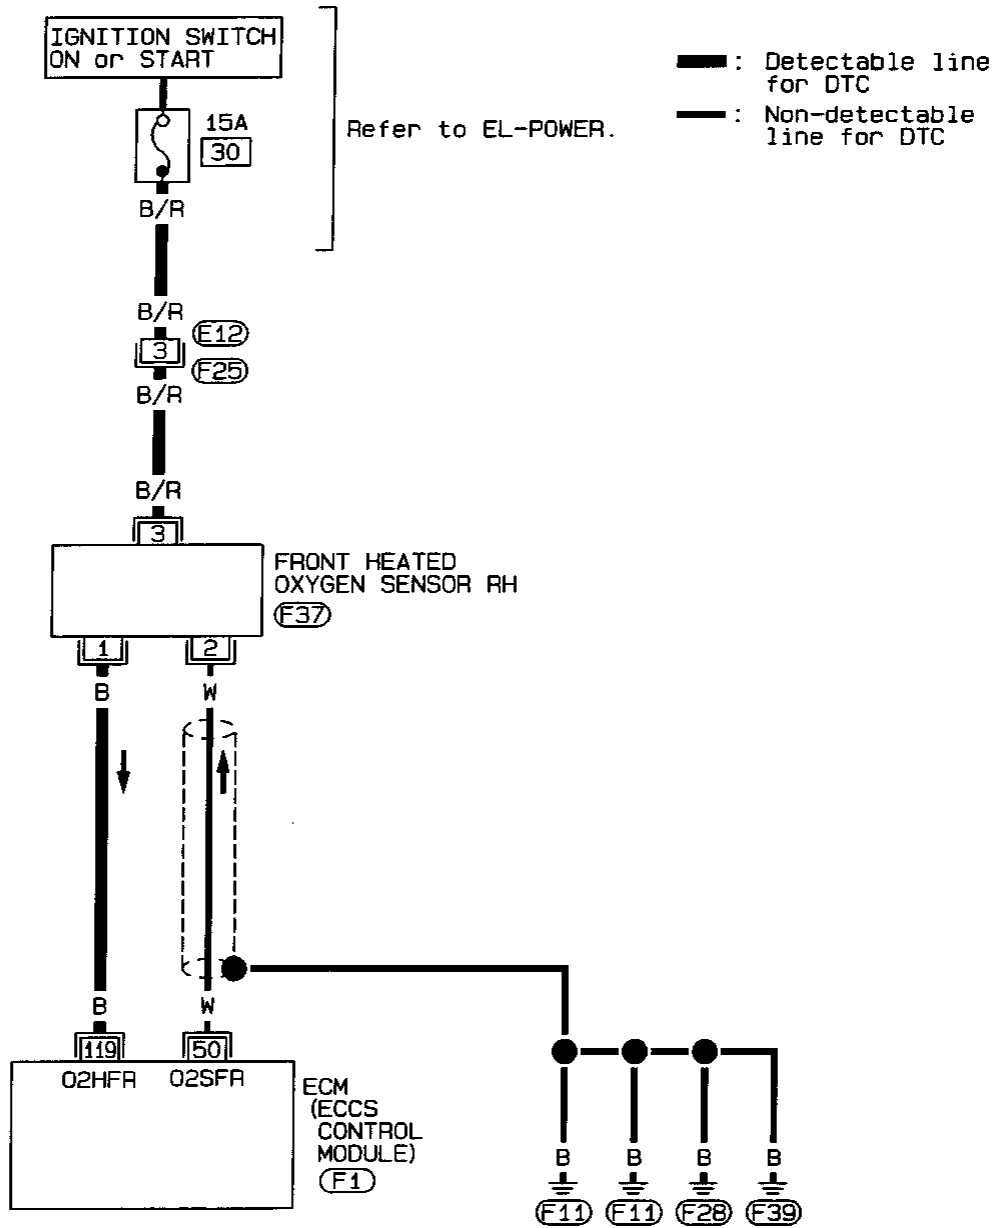 IGNITION SWITCH
ON or START
15A
30
Refer to EL-POWER.
: Detectable line
for DTC
: Non-detectable
line for DTC
B/R
B/R
E12
3
F25
B/R
B/R
3
FRONT HEATED
OXYGEN SENSOR RH
F37
1
2
B
W
B
W
119
50
O2HFR
O2SFR
ECM
(ECCS
CONTROL
MODULE)
F1
B
B
B
B
F11
F11
F28
F39